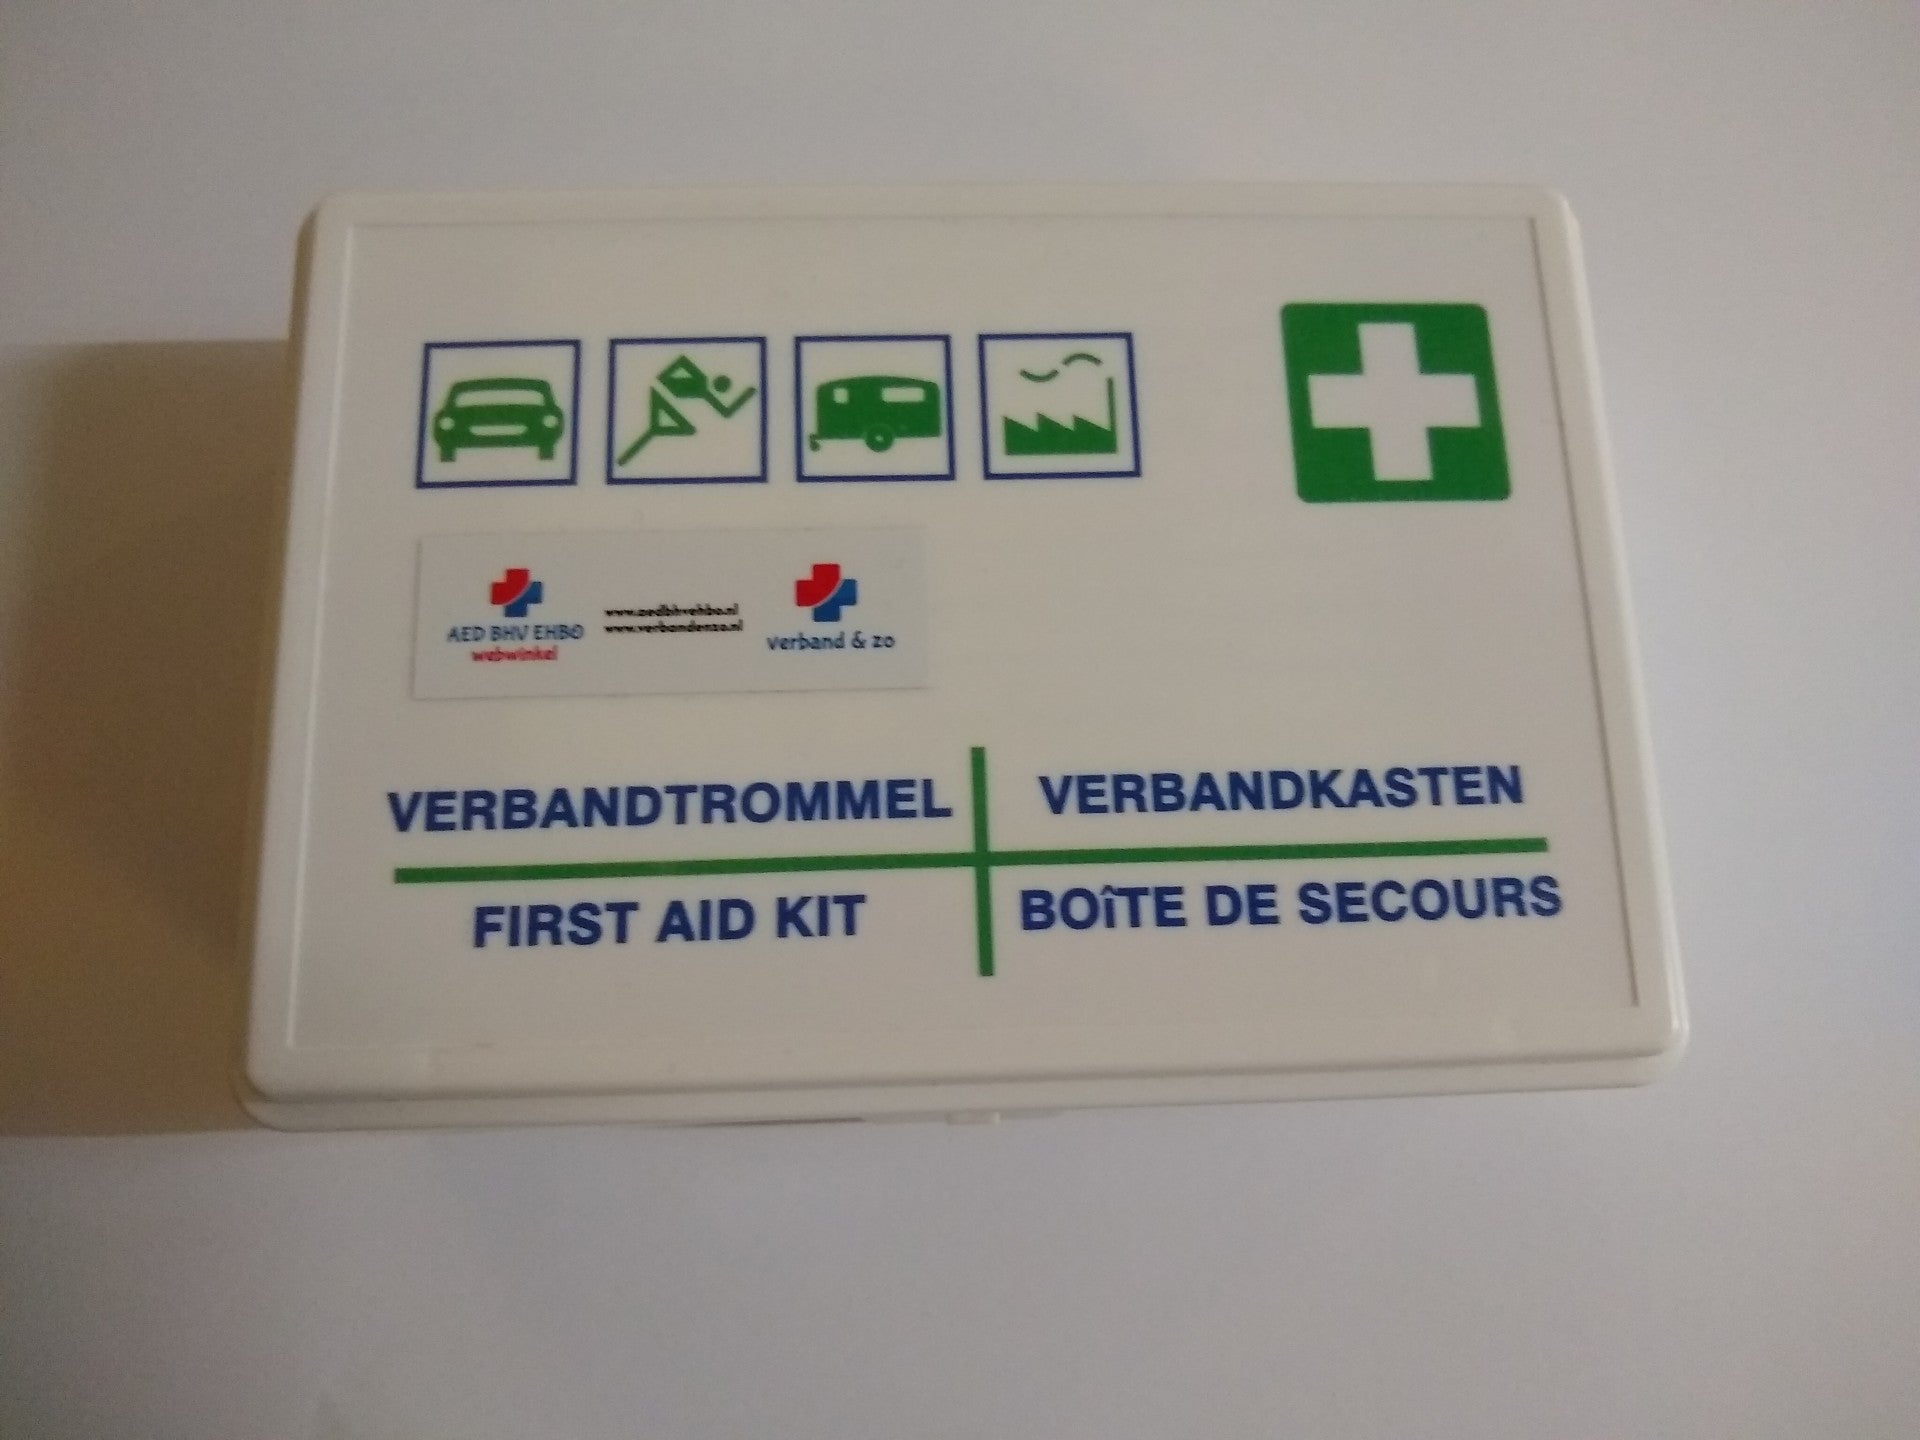 AED BHV EHBO
webwinkel
www.aedbhvehbo.nl
www.verbandenzo.nl
verband & zo
VERBANDTROMMEL
VERBANDKASTEN
FIRST AID KIT
BOîTE DE SECOURS